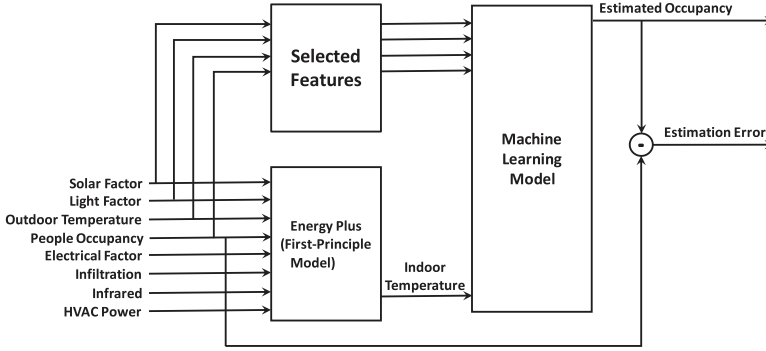 Estimated Occupancy
Selected
Features
Machine
Learning
Model
-
Estimation Error
Solar Factor
Light Factor
Outdoor Temperature
People Occupancy
Electrical Factor
Infiltration
Infrared
HVAC Power
Energy Plus
(First-Principle
Model)
Indoor
Temperature